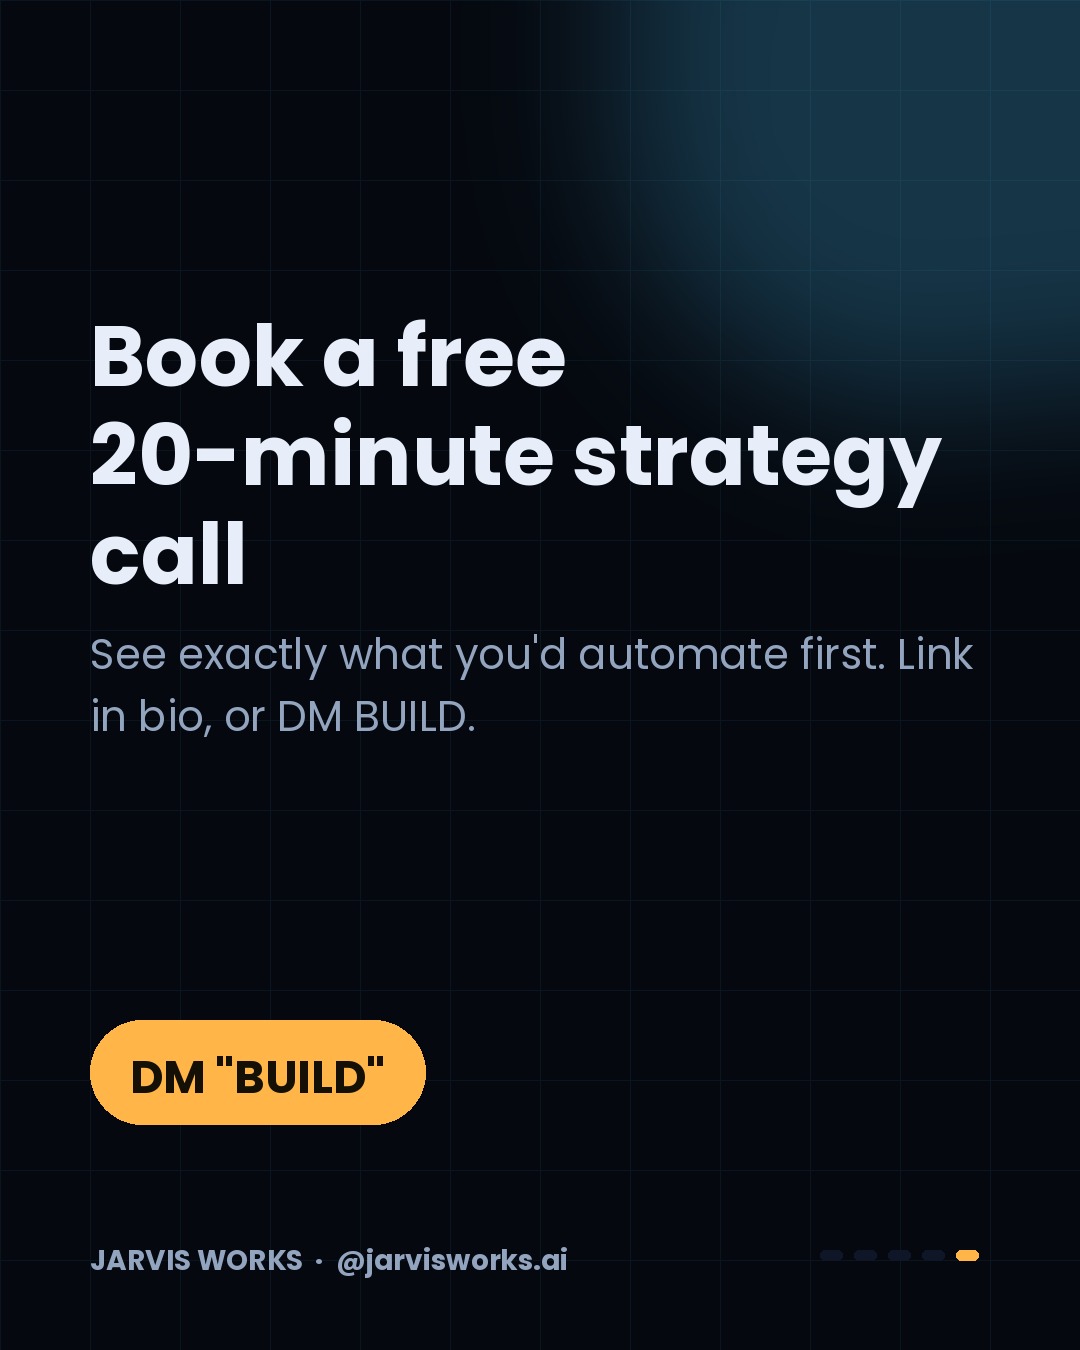 Book a free
20-minute strategy
call
See exactly what you'd automate first. Link
in bio, or DM BUILD.
DM "BUILD"
JARVIS WORKS · @jarvisworks.ai